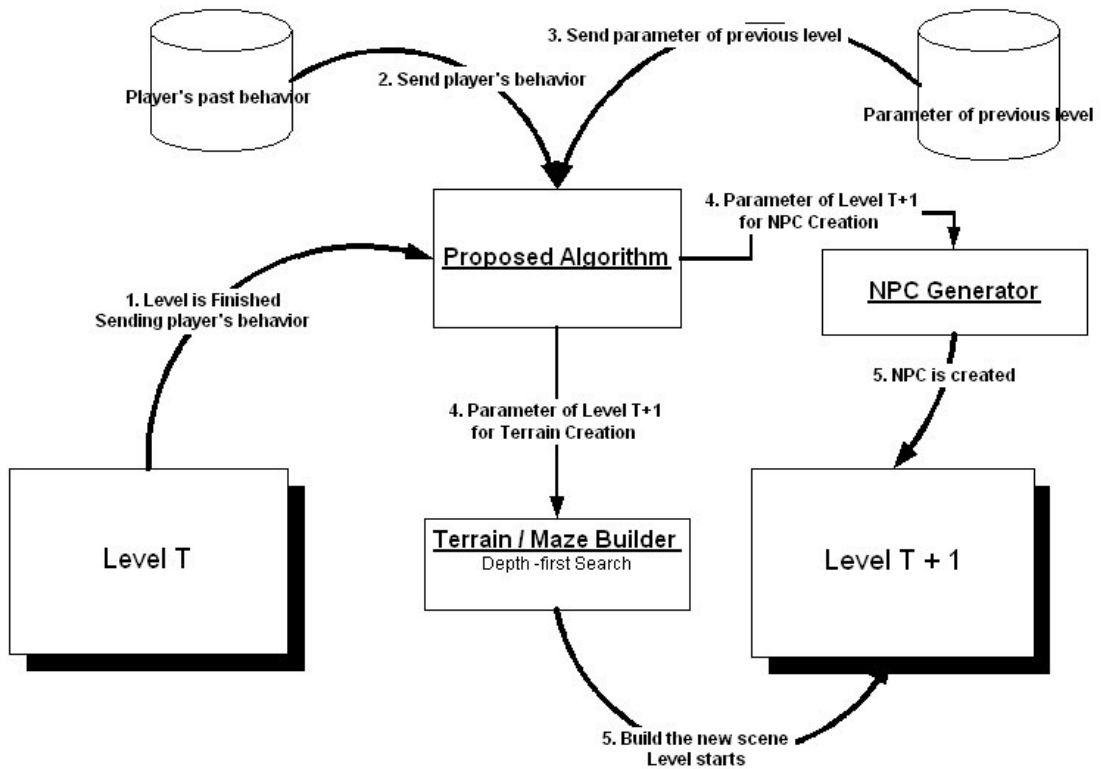 3. Send parameter of previous level
2. Send player's behavior
Player's past behavior
Parameter of previous level
4. Parameter of Level T+1
for NPC Creation
Proposed Algorithm
NPC Generator
1. Level is Finished
Sending player's behavior
5. NPC is created
4. Parameter of Level T+1
for Terrain Creation
Level T
Terrain / Maze Builder
Depth -first Search
Level T + 1
5. Build the new scene
Level starts